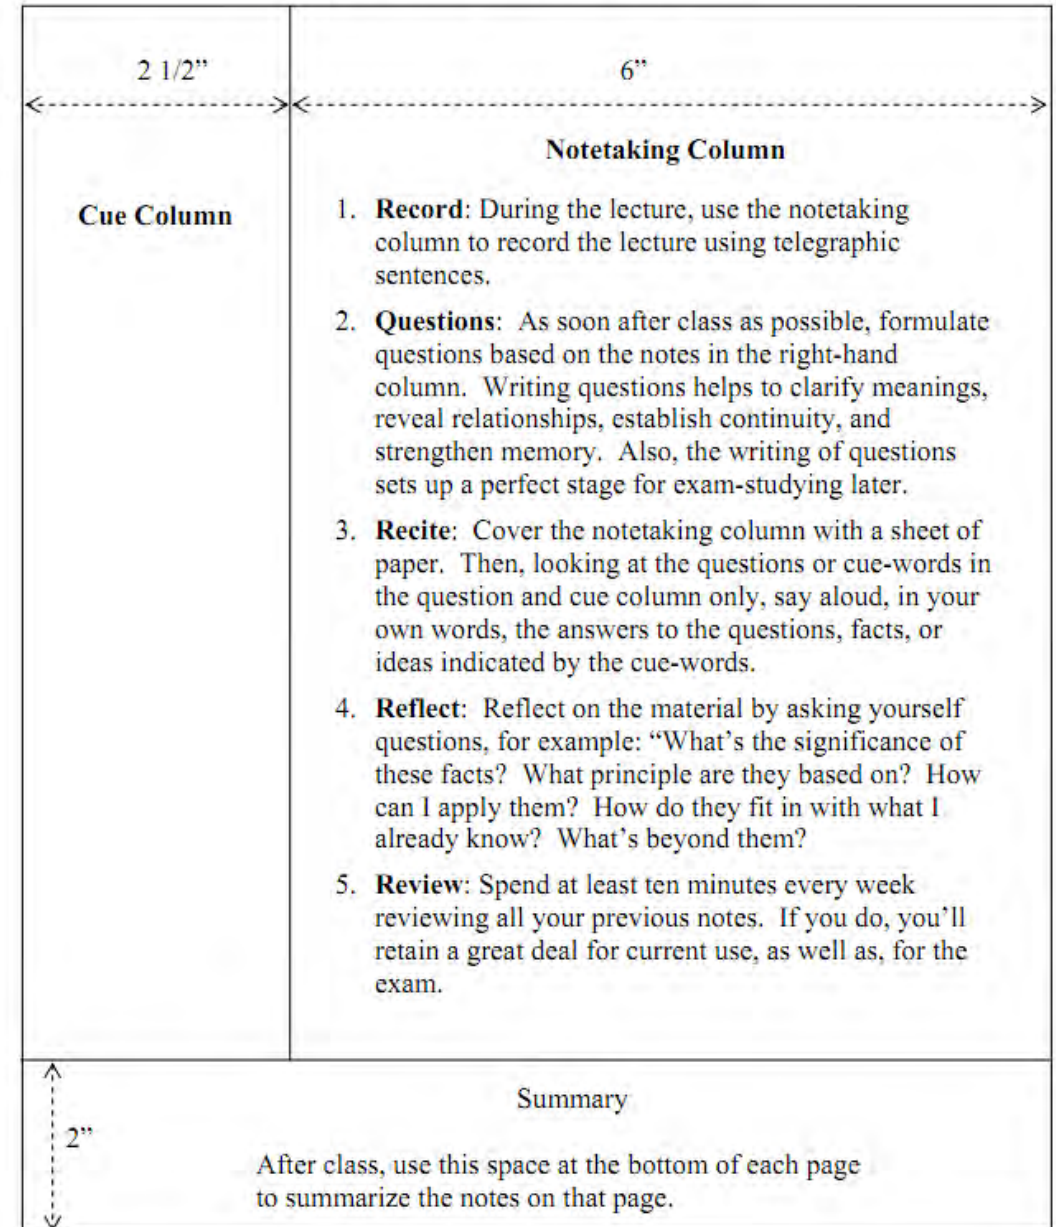 2 1/2”
6”
Notetaking Column
Cue Column
1. Record: During the lecture, use the notetaking
column to record the lecture using telegraphic
sentences.
2. Questions:  As soon after class as possible, formulate
questions based on the notes in the right-hand
column.  Writing questions helps to clarify meanings,
reveal relationships, establish continuity, and
strengthen memory.  Also, the writing of questions
sets up a perfect stage for exam-studying later.
3. Recite:  Cover the notetaking column with a sheet of
paper.  Then, looking at the questions or cue-words in
the question and cue column only, say aloud, in your
own words, the answers to the questions, facts, or
ideas indicated by the cue-words.
4. Reflect:  Reflect on the material by asking yourself
questions, for example: “What’s the significance of
these facts?  What principle are they based on?  How
can I apply them?  How do they fit in with what I
already know?  What’s beyond them?
5. Review: Spend at least ten minutes every week
reviewing all your previous notes.  If you do, you’ll
retain a great deal for current use, as well as, for the
exam.
Summary
2”
After class, use this space at the bottom of each page
to summarize the notes on that page.